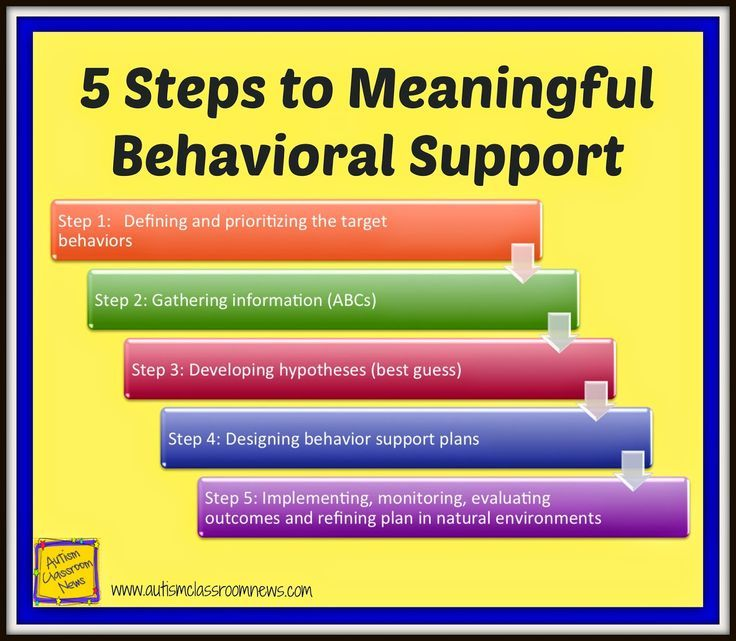 5 Steps to Meaningful
Behavioral Support
Step 1:   Defining and prioritizing the target
behaviors
Step 2: Gathering information (ABCs)
Step 3: Developing hypotheses (best guess)
Step 4: Designing behavior support plans
Step 5: Implementing, monitoring, evaluating
outcomes and refining plan in natural environments
Autism
Classroom
News
www.autismclassroomnews.com